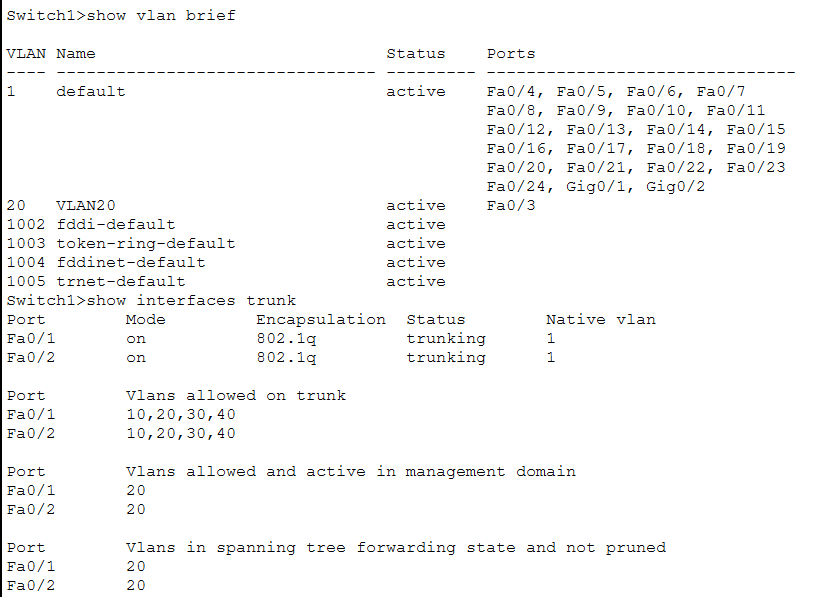 Switch1>show vlan brief
VLAN Name Status Ports
---- -------------------------------- --------- -------------------------------
1 default active Fa0/4, Fa0/5, Fa0/6, Fa0/7
Fa0/8, Fa0/9, Fa0/10, Fa0/11
Fa0/12, Fa0/13, Fa0/14, Fa0/15
Fa0/16, Fa0/17, Fa0/18, Fa0/19
Fa0/20, Fa0/21, Fa0/22, Fa0/23
Fa0/24, Gig0/1, Gig0/2
20 VLAN20 active Fa0/3
1002 fddi-default active
1003 token-ring-default active
1004 fddinet-default active
1005 trnet-default active
Switch1>show interfaces trunk
Port Mode Encapsulation Status Native vlan
Fa0/1 on 802.1q trunking 1
Fa0/2 on 802.1q trunking 1
Port Vlans allowed on trunk
Fa0/1 10,20,30,40
Fa0/2 10,20,30,40
Port Vlans allowed and active in management domain
Fa0/1 20
Fa0/2 20
Port Vlans in spanning tree forwarding state and not pruned
Fa0/1 20
Fa0/2 20